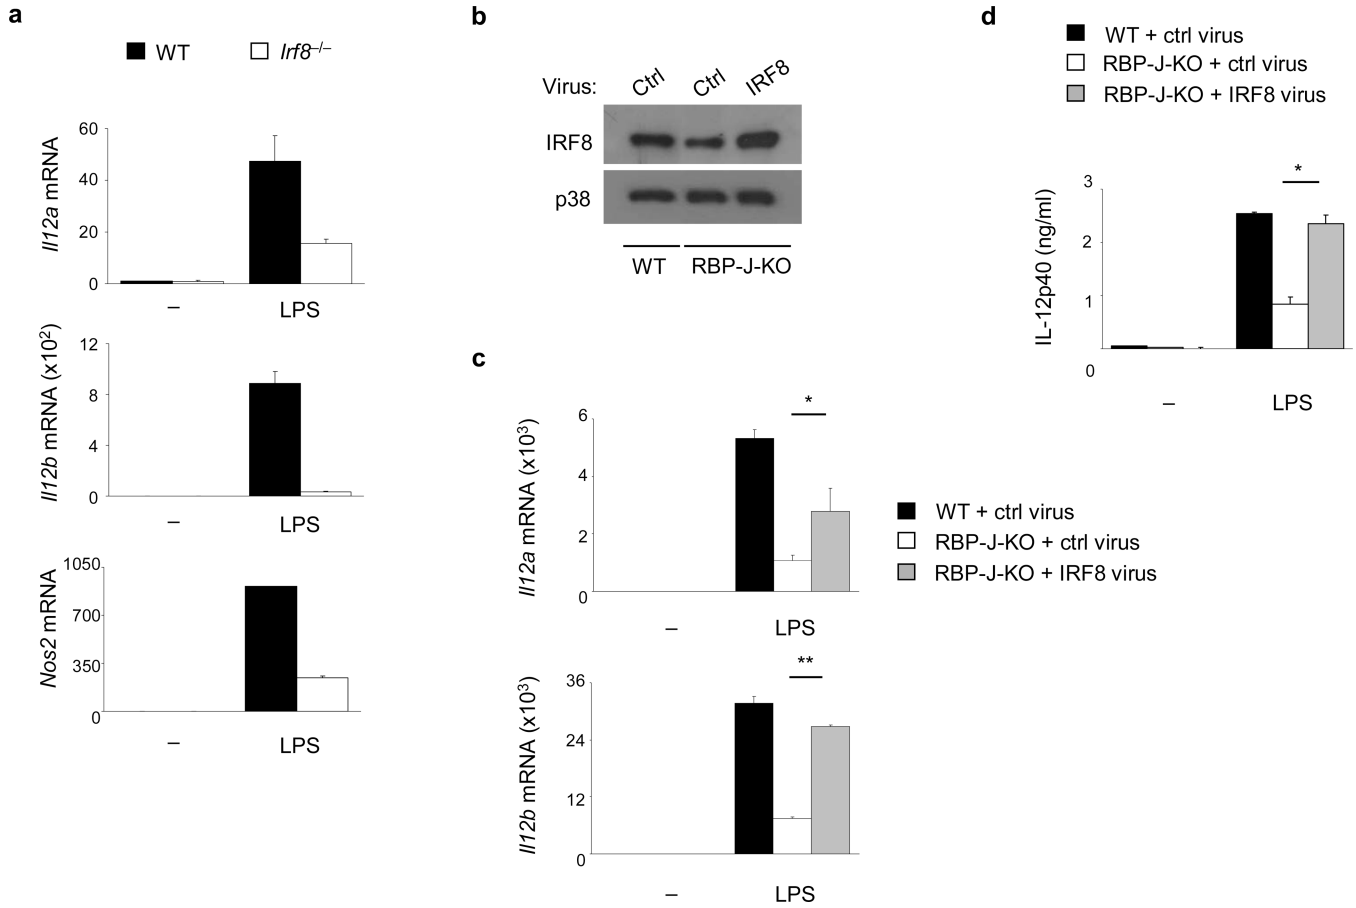 a
WT
Irf8–/–
Il12a mRNA
60
40
20
0
–
LPS
Il12b mRNA (x10²)
12
8
4
0
–
LPS
Nos2 mRNA
1050
700
350
0
–
LPS
b
Virus:
Ctrl
Ctrl
IRF8
IRF8
p38
WT
RBP-J-KO
c
Il12a mRNA (x10³)
6
4
2
0
*
–
LPS
WT + ctrl virus
RBP-J-KO + ctrl virus
RBP-J-KO + IRF8 virus
Il12b mRNA (x10³)
36
24
12
0
**
–
LPS
d
WT + ctrl virus
RBP-J-KO + ctrl virus
RBP-J-KO + IRF8 virus
IL-12p40 (ng/ml)
3
2
1
0
*
–
LPS